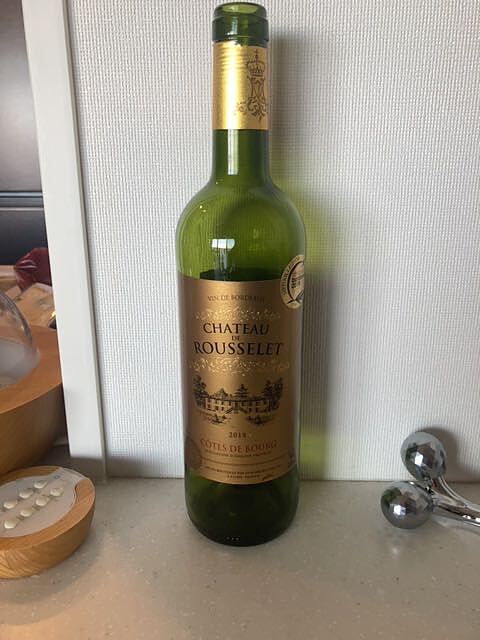 VIN DE BORDEAUX
CHATEAU
DE
ROUSSELET
2018
CÔTES DE BOURG